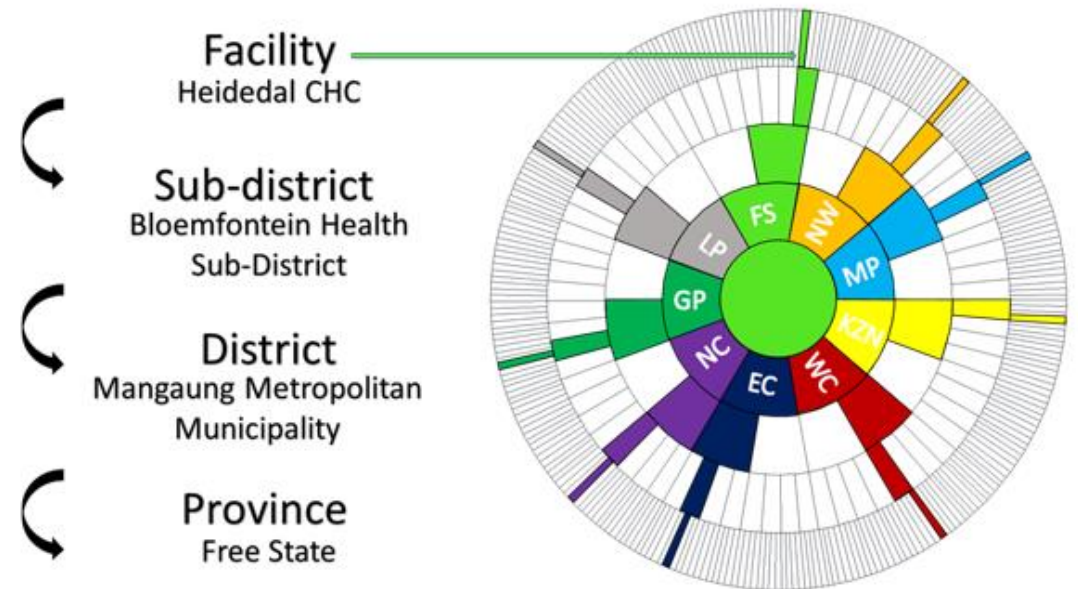 Facility
Heidedal CHC
Sub-district
Bloemfontein Health
Sub-District
District
Mangaung Metropolitan
Municipality
Province
Free State
FS
NW
MP
KZN
WC
EC
NC
GP
LP